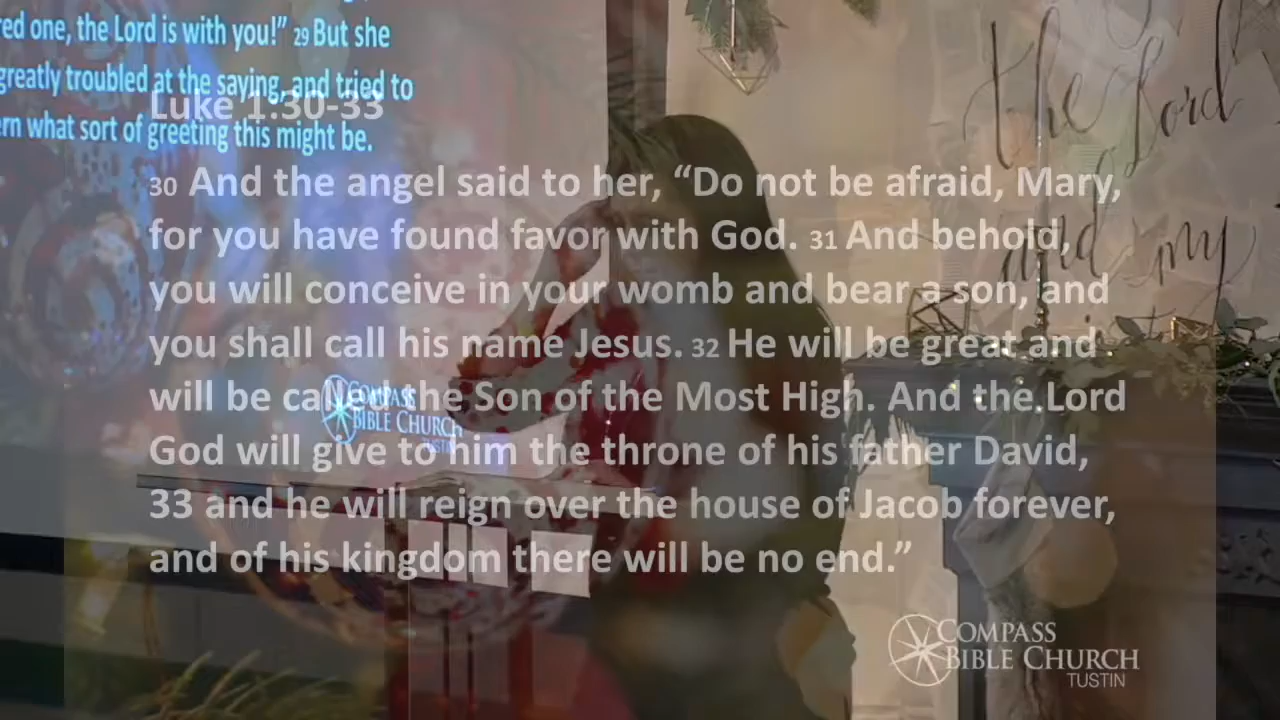 red one, the Lord is with you!” 29 But she
greatly troubled at the saying, and tried to
ern what sort of greeting this might be.
Luke 1:30-33
30 And the angel said to her, “Do not be afraid, Mary,
for you have found favor with God. 31 And behold,
you will conceive in your womb and bear a son, and
you shall call his name Jesus. 32 He will be great and
will be called the Son of the Most High. And the Lord
God will give to him the throne of his father David,
33 and he will reign over the house of Jacob forever,
and of his kingdom there will be no end.”
the Lord
and my
COMPASS
BIBLE CHURCH
TUSTIN
COMPASS
BIBLE CHURCH
TUSTIN